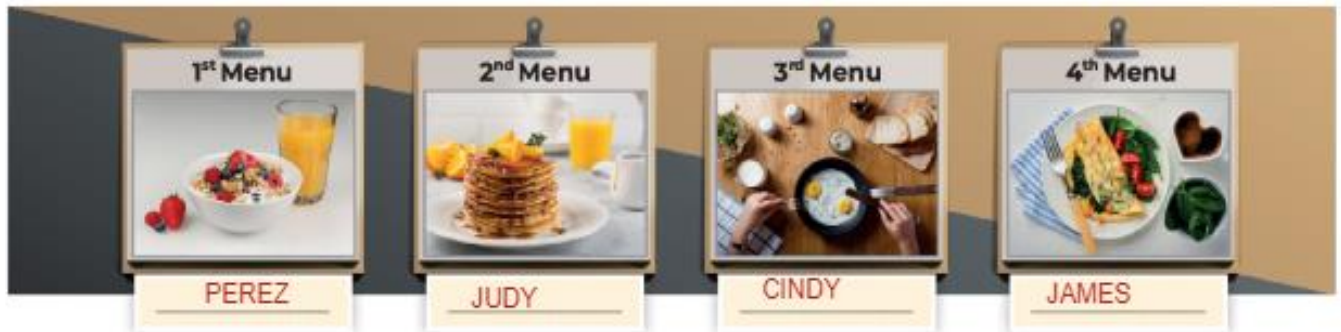 1st Menu
2nd Menu
3rd Menu
4th Menu
PEREZ
JUDY
CINDY
JAMES